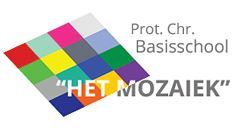 Prot. Chr.
Basisschool
“HET MOZAIEK”